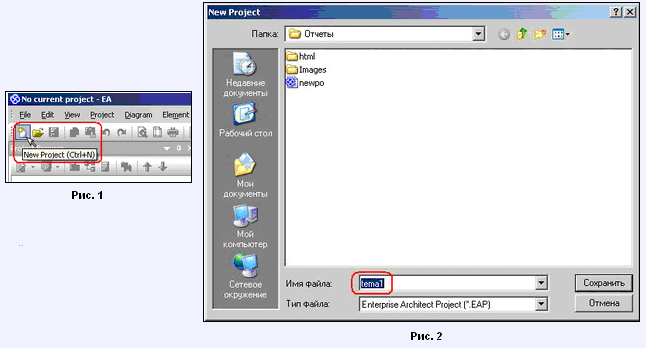 No current project - EA
File Edit View Project Diagram Element
New Project (Ctrl+N)
Рис. 1
New Project
Папка: Отчеты
html
Images
newpo
Недавние
документы
Рабочий стол
Мои
документы
Мой
компьютер
Сетевое
окружение
Имя файла: tema1 Сохранить
Тип файла: Enterprise Architect Project (*.EAP) Отмена
Рис. 2